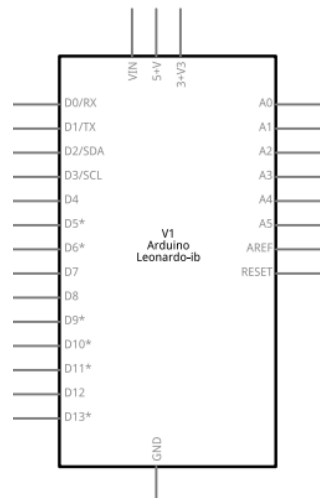 VIN
5+V
3+V3
D0/RX
D1/TX
D2/SDA
D3/SCL
D4
D5*
D6*
D7
D8
D9*
D10*
D11*
D12
D13*
A0
A1
A2
A3
A4
A5
AREF
RESET
V1
Arduino
Leonardo-ib
GND